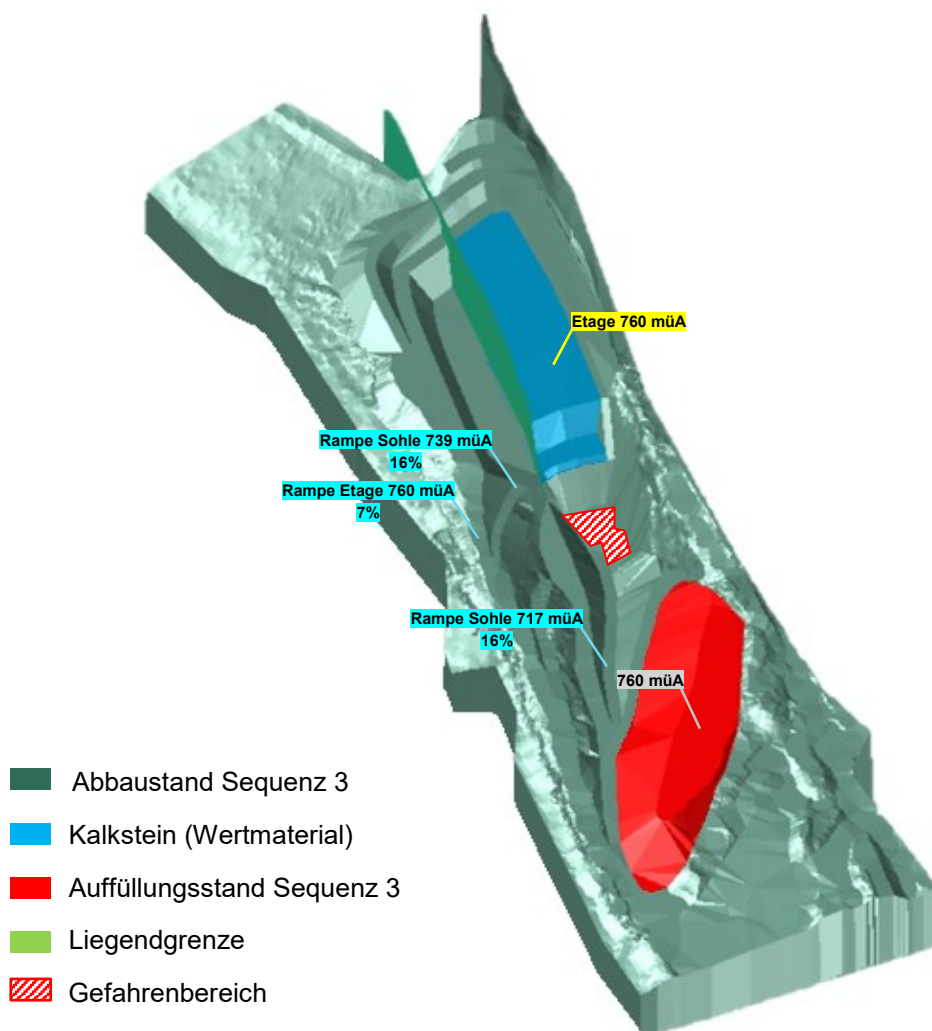 Etage 760 müA
Rampe Sohle 739 müA
16%
Rampe Etage 760 müA
7%
Rampe Sohle 717 müA
16%
760 müA
Abbaustand Sequenz 3
Kalkstein (Wertmaterial)
Auffüllungsstand Sequenz 3
Liegendgrenze
Gefahrenbereich